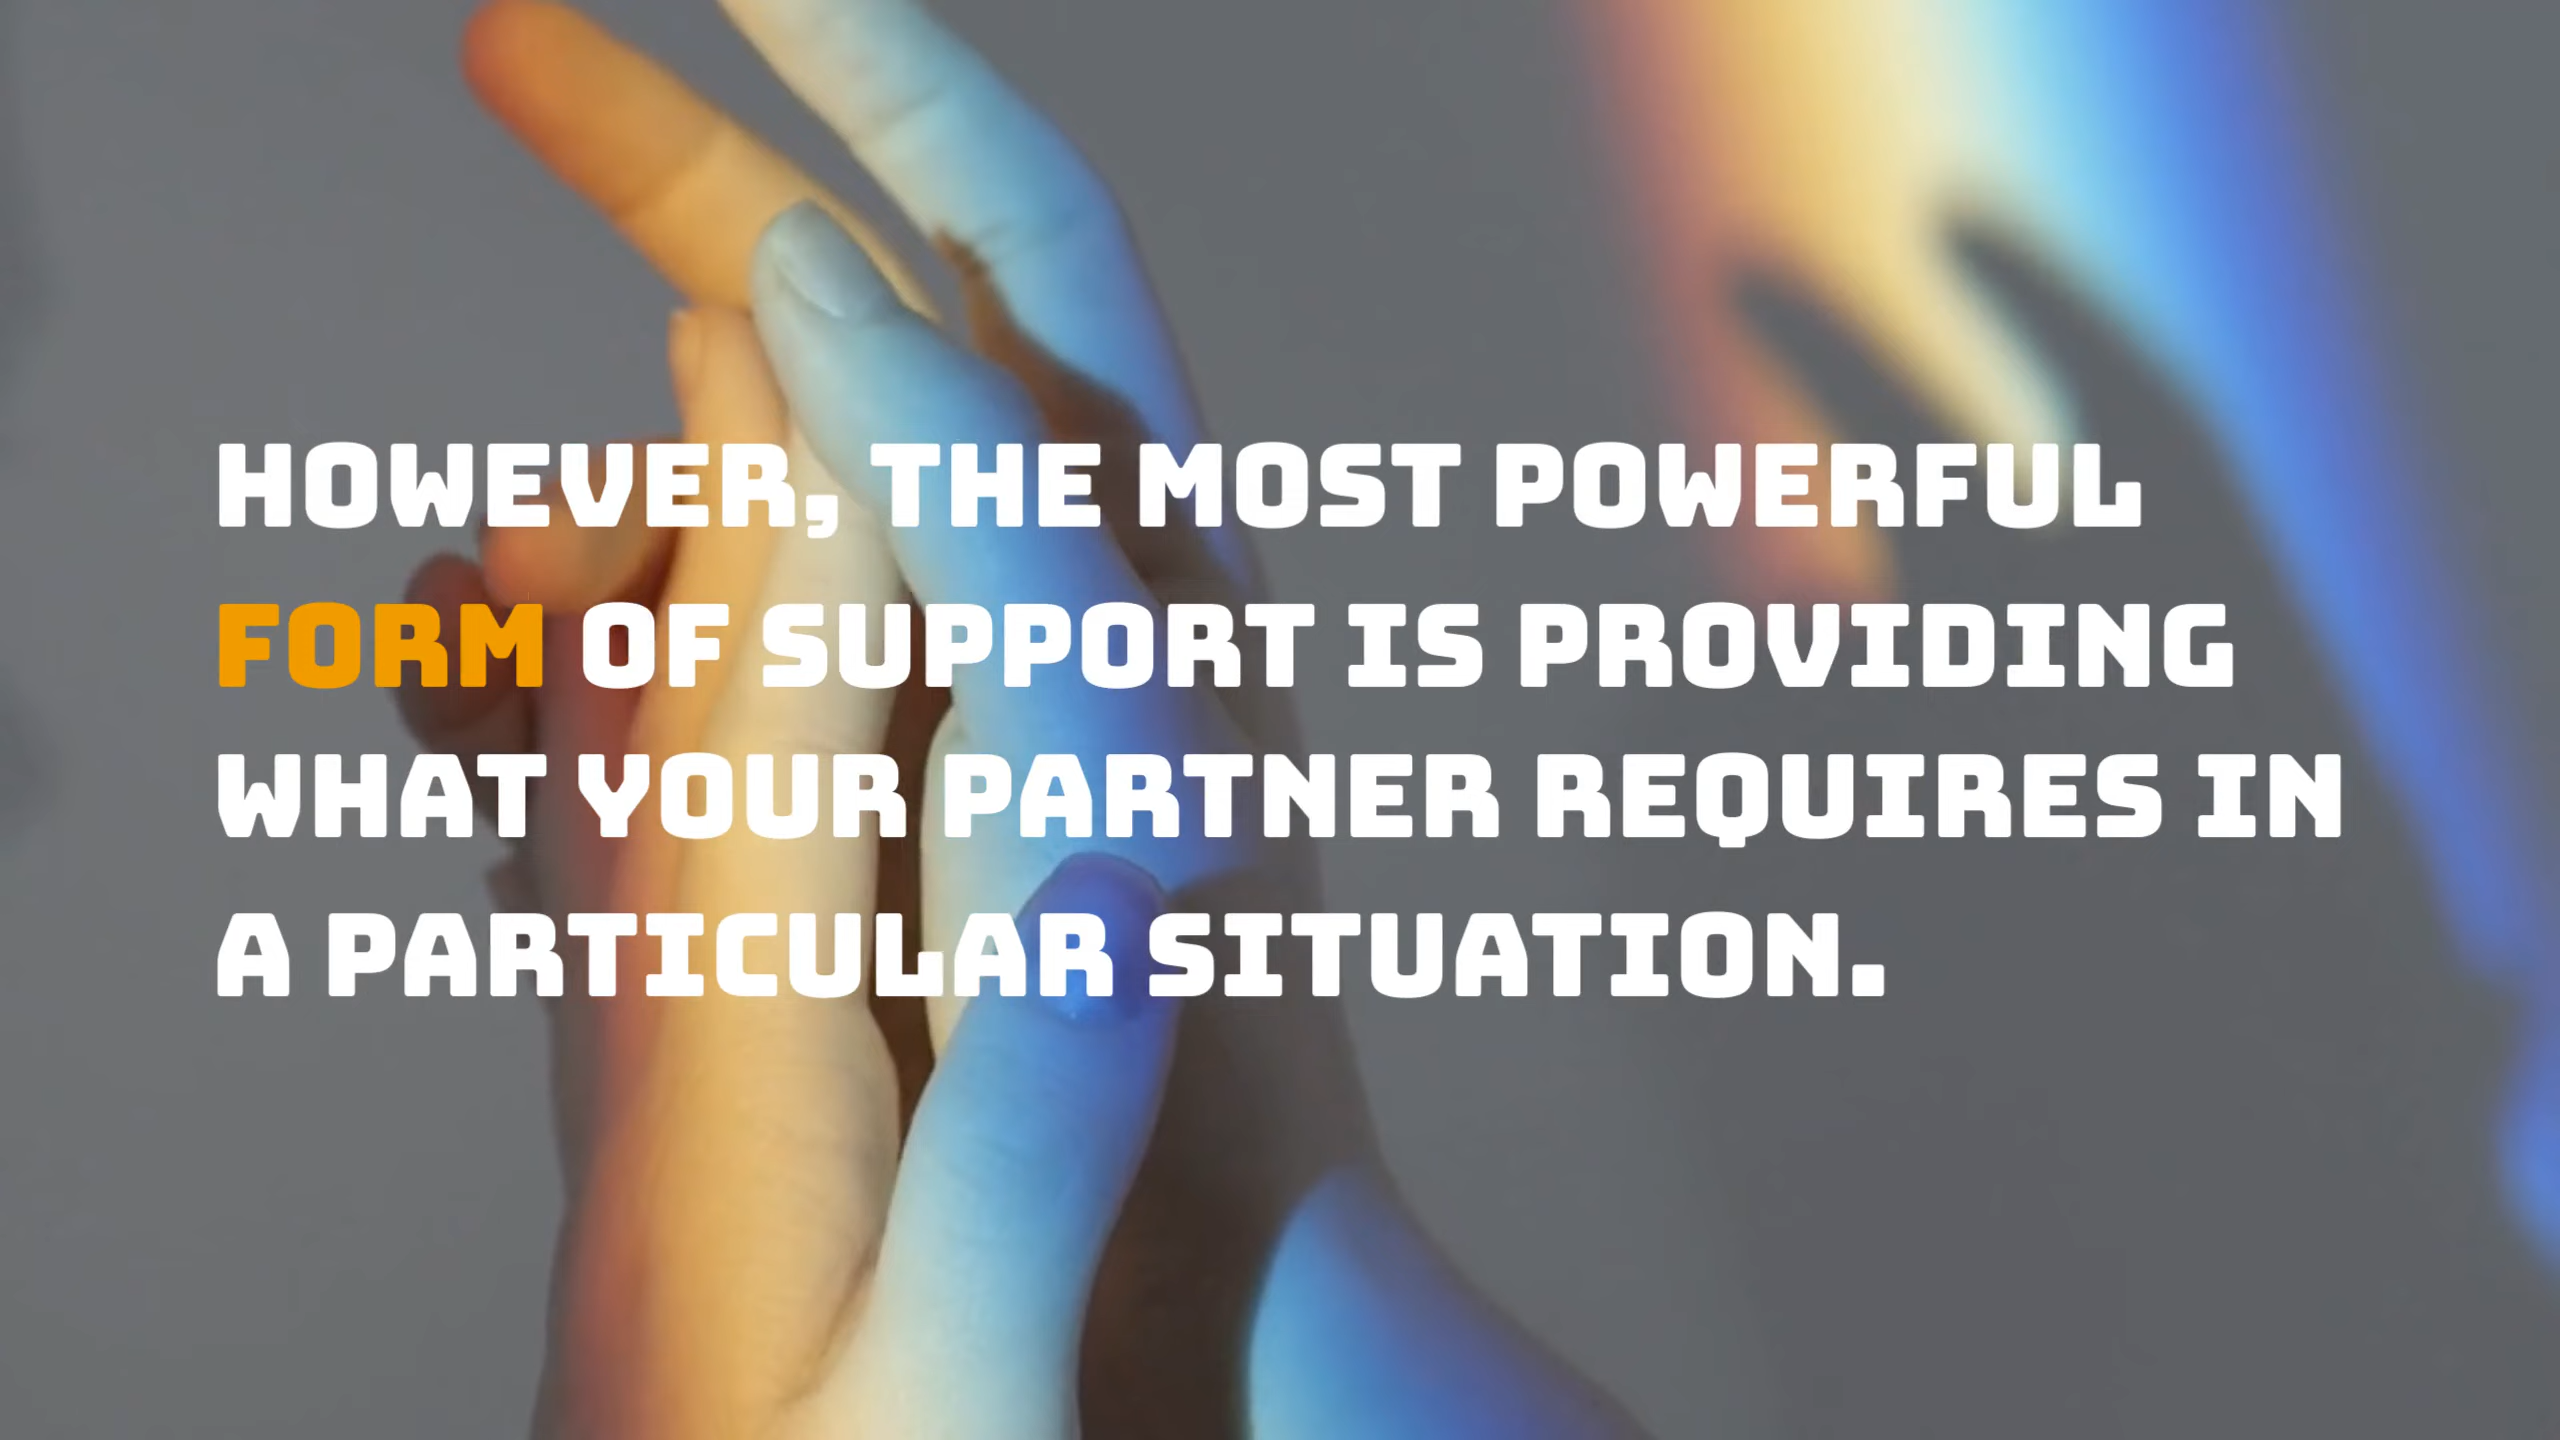 HOWEVER, THE MOST POWERFUL
FORM OF SUPPORT IS PROVIDING
WHAT YOUR PARTNER REQUIRES IN
A PARTICULAR SITUATION.